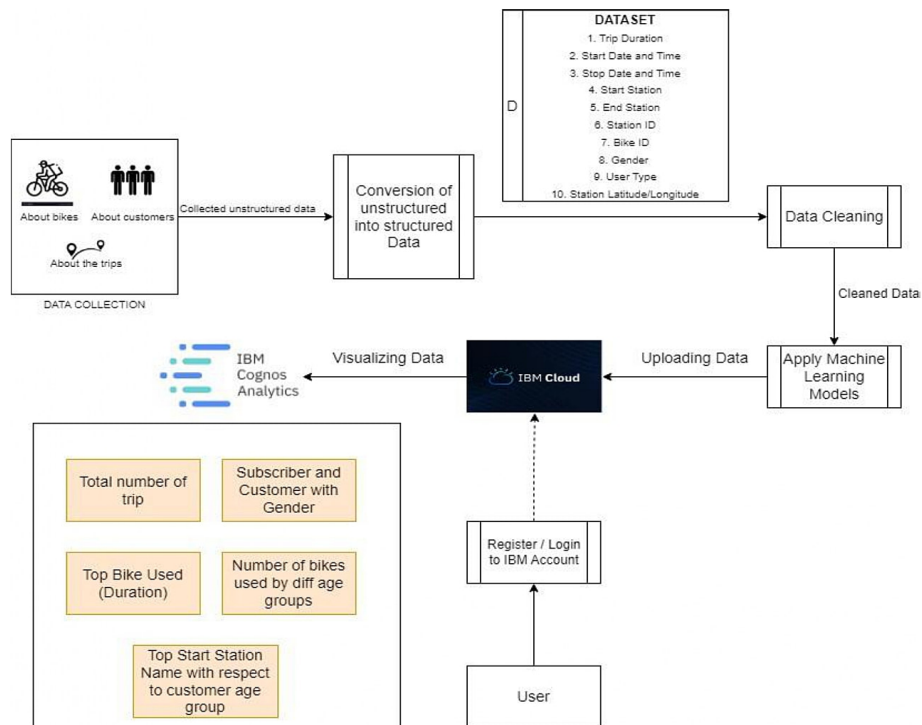 DATASET
1. Trip Duration
2. Start Date and Time
3. Stop Date and Time
4. Start Station
5. End Station
6. Station ID
7. Bike ID
8. Gender
9. User Type
10. Station Latitude/Longitude
D
About bikes
About customers
About the trips
DATA COLLECTION
Collected unstructured data
Conversion of
unstructured
into structured
Data
Data Cleaning
Cleaned Data
Apply Machine
Learning
Models
Uploading Data
IBM Cloud
Visualizing Data
IBM
Cognos
Analytics
Total number of
trip
Subscriber and
Customer with
Gender
Top Bike Used
(Duration)
Number of bikes
used by diff age
groups
Top Start Station
Name with respect
to customer age
group
Register / Login
to IBM Account
User